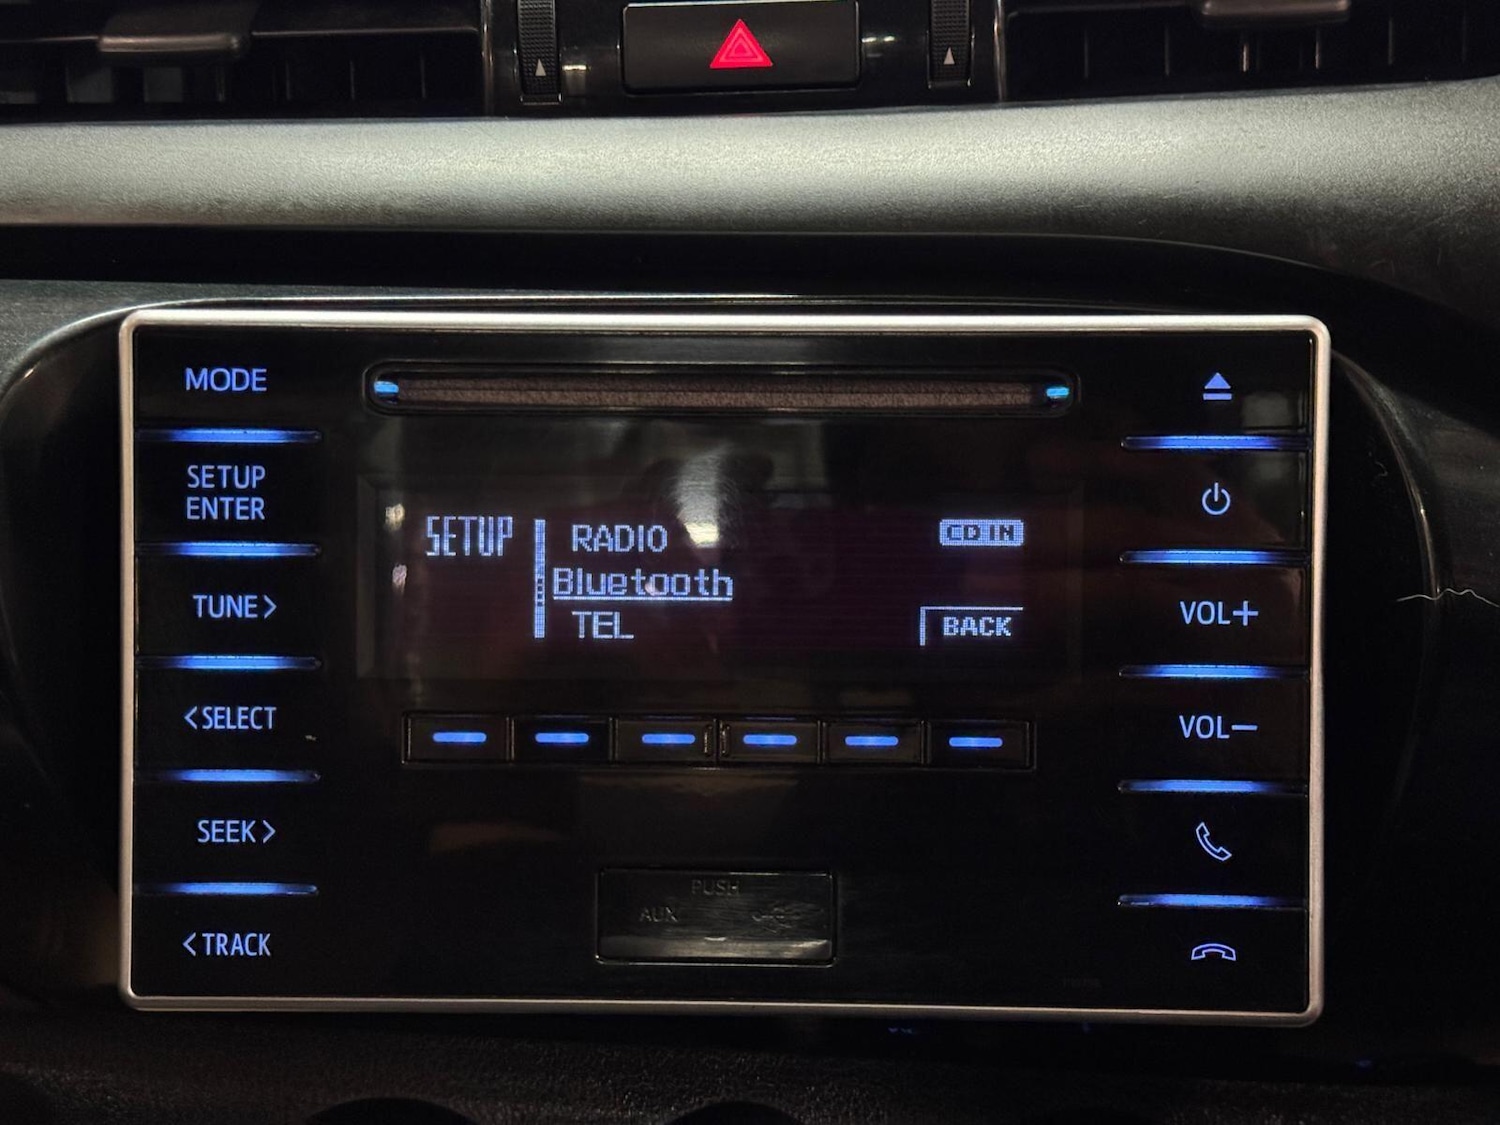 MODE
SETUP
ENTER
TUNE >
< SELECT
SEEK >
< TRACK
SETUP
RADIO
Bluetooth
TEL
CD IN
BACK
PUSH
AUX
VOL+
VOL−